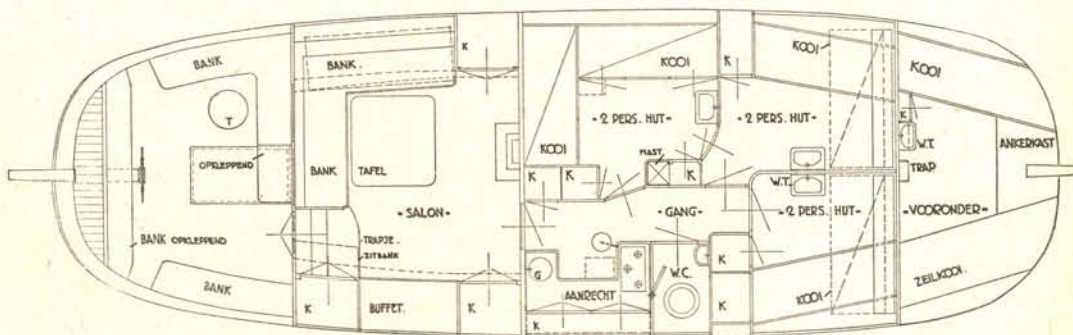 BANK
T
OPKLEPPEND
BANK OPKLEPPEND
BANK
BANK.
K
BANK
TAFEL
- SALON -
TRAPJE.
ZITBANK
K
BUFFET.
K
KOOI
KOOI
- 2 PERS. HUT -
MAST.
K
K
K
- GANG -
G
AANRECHT
K
W.C.
K
K
K
KOOI
- 2 PERS. HUT -
W.T.
- 2 PERS. HUT -
KOOI
KOOI
K
W.T.
TRAP
ANKERKAST
- VOORONDER -
ZEILKOOI.